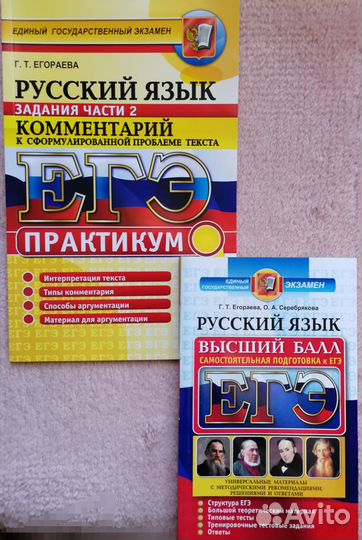 ЕДИНЫЙ ГОСУДАРСТВЕННЫЙ ЭКЗАМЕН
Г. Т. ЕГОРАЕВА
РУССКИЙ ЯЗЫК
ЗАДАНИЯ ЧАСТИ 2
КОММЕНТАРИЙ
К СФОРМУЛИРОВАННОЙ ПРОБЛЕМЕ ТЕКСТА
ЕГЭ
ПРАКТИКУМ
Интерпретация текста
Типы комментария
Способы аргументации
Материал для аргументации
ЕДИНЫЙ ГОСУДАРСТВЕННЫЙ ЭКЗАМЕН
Г. Т. Егораева, О. А. Серебрякова
РУССКИЙ ЯЗЫК
ВЫСШИЙ БАЛЛ
САМОСТОЯТЕЛЬНАЯ ПОДГОТОВКА К ЕГЭ
ЕГЭ
УНИВЕРСАЛЬНЫЕ МАТЕРИАЛЫ
С МЕТОДИЧЕСКИМИ РЕКОМЕНДАЦИЯМИ,
РЕШЕНИЯМИ И ОТВЕТАМИ
Структура ЕГЭ
Большой теоретический материал
Типовые тесты
Тренировочные тестовые задания
Ответы
Avito